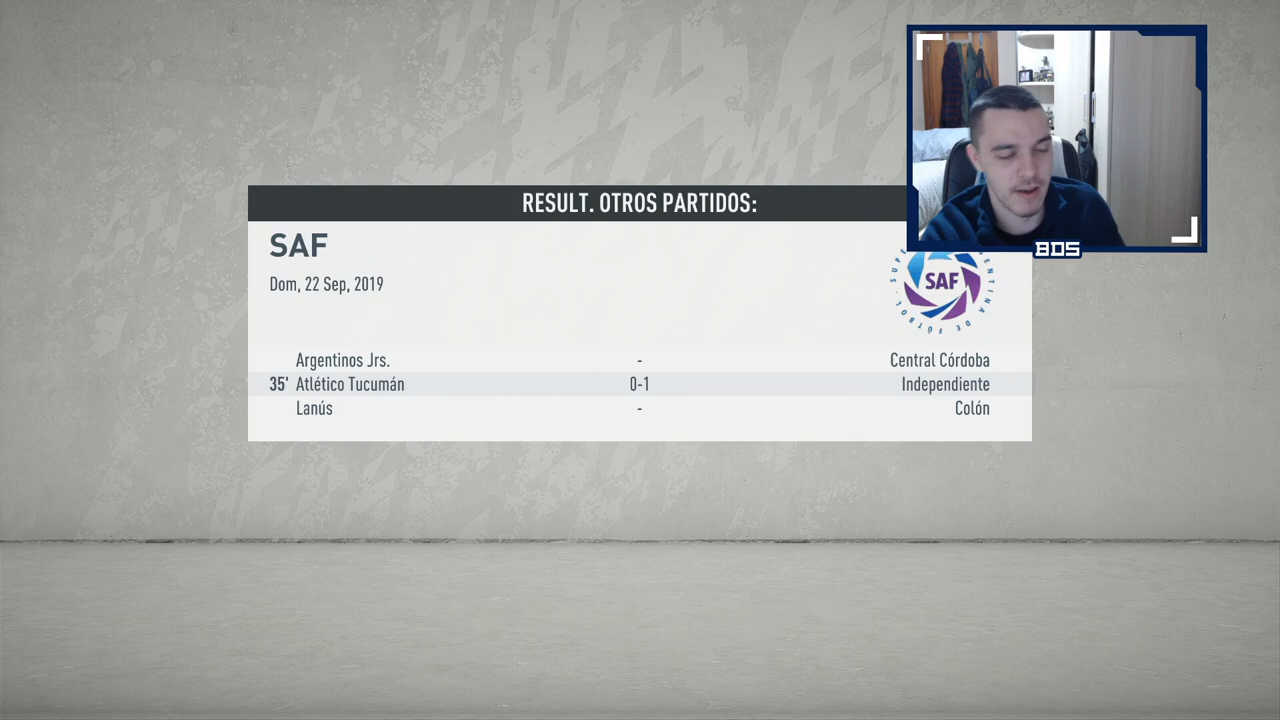 RESULT. OTROS PARTIDOS:
SAF
Dom, 22 Sep, 2019
SAF
BDS
Argentinos Jrs. - Central Córdoba
35' Atlético Tucumán 0-1 Independiente
Lanús - Colón